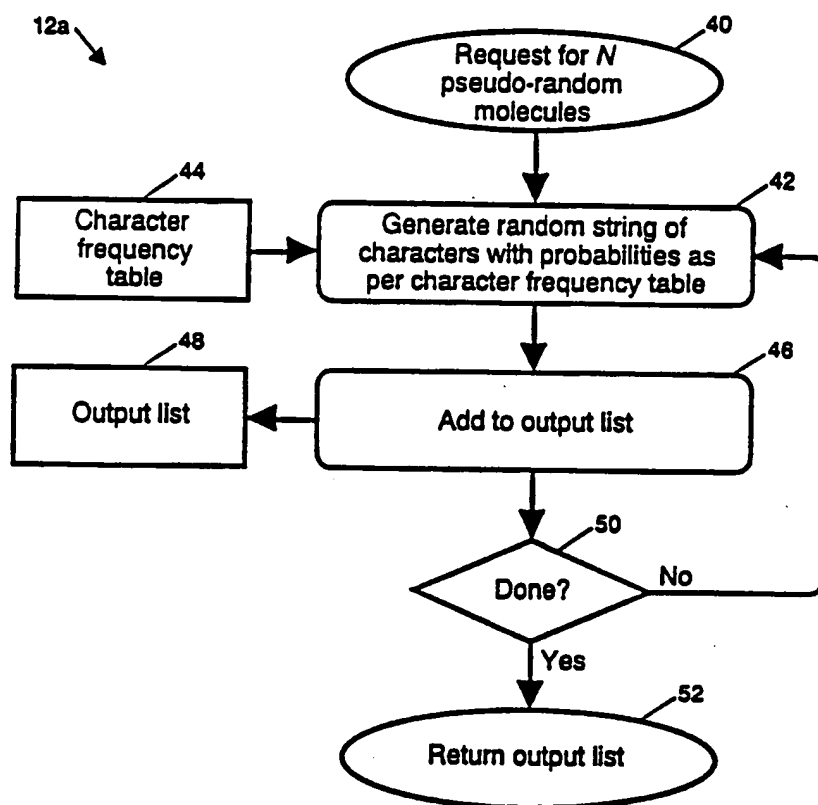 12a
40
Request for N
pseudo-random
molecules
44
42
Character
frequency
table
Generate random string of
characters with probabilities as
per character frequency table
48
46
Output list
Add to output list
50
Done?
No
Yes
52
Return output list